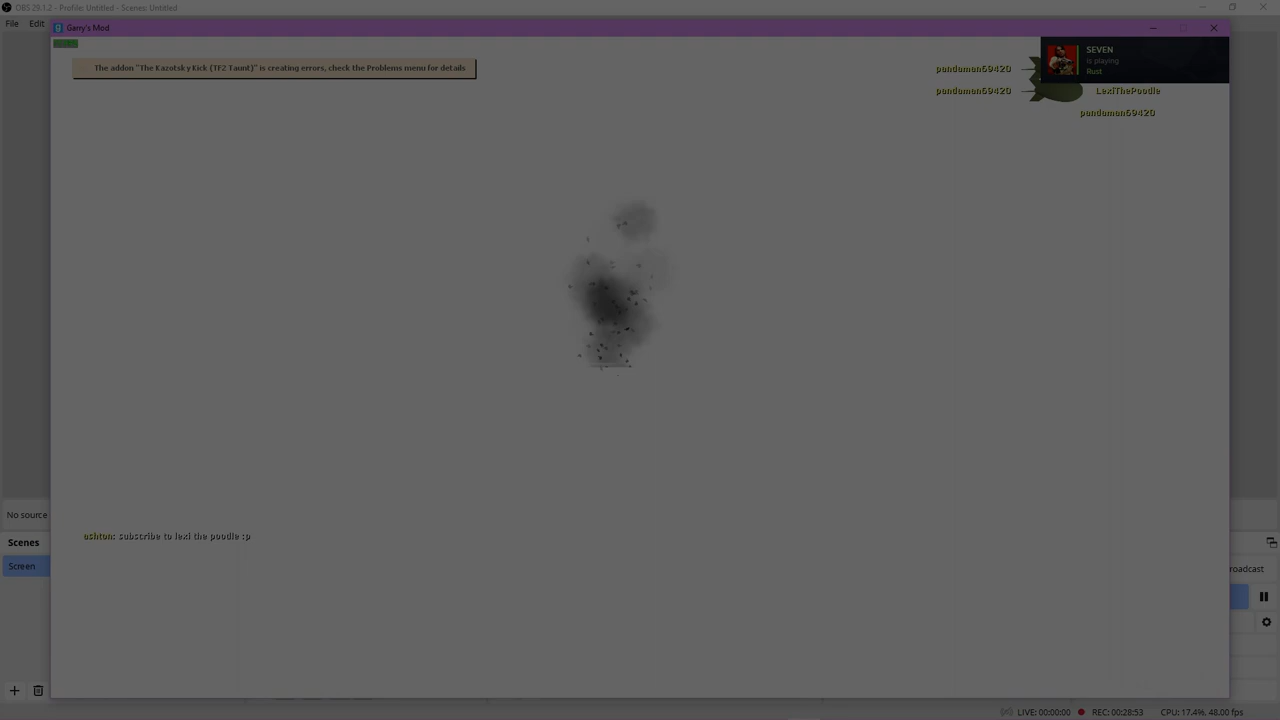 OBS 29.1.2 - Profile: Untitled - Scenes: Untitled
File Edit
Garry's Mod
The addon "The Kazotsky Kick (TF2 Taunt)" is creating errors, check the Problems menu for details
SEVEN
is playing
Rust
pandaman69420
pandaman69420 LexiThePoodle
pandaman69420
No source
ashton: subscribe to lexi the poodle :p
Scenes
Screen
roadcast
LIVE: 00:00:00 REC: 00:28:53 CPU: 17.4%, 48.00 fps